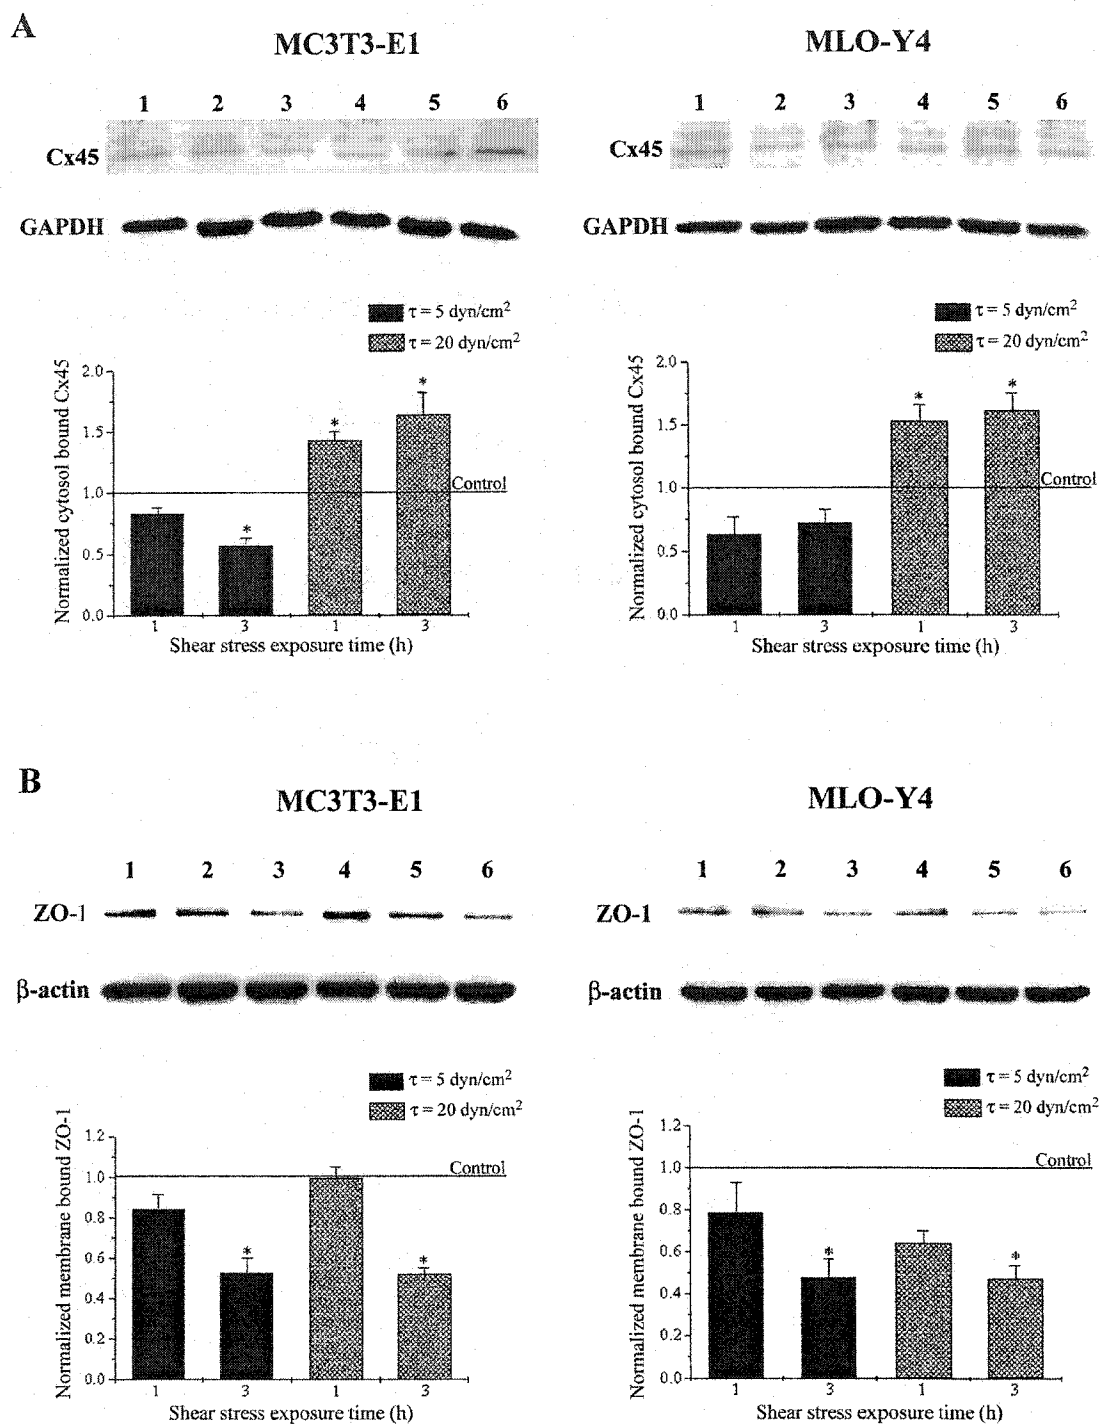 A
MC3T3-E1
MLO-Y4
1 2 3 4 5 6
1 2 3 4 5 6
Cx45
Cx45
GAPDH
GAPDH
τ = 5 dyn/cm²
τ = 20 dyn/cm²
τ = 5 dyn/cm²
τ = 20 dyn/cm²
Normalized cytosol bound Cx45
2.0
1.5
1.0
0.5
0.0
* * *
Control
1 3 1 3
Shear stress exposure time (h)
Normalized cytosol bound Cx45
2.0
1.5
1.0
0.5
0.0
* *
Control
1 3 1 3
Shear stress exposure time (h)
B
MC3T3-E1
MLO-Y4
1 2 3 4 5 6
1 2 3 4 5 6
ZO-1
ZO-1
β-actin
β-actin
τ = 5 dyn/cm²
τ = 20 dyn/cm²
τ = 5 dyn/cm²
τ = 20 dyn/cm²
Normalized membrane bound ZO-1
1.2
1.0
0.8
0.6
0.4
0.2
0.0
* *
Control
1 3 1 3
Shear stress exposure time (h)
Normalized membrane bound ZO-1
1.2
1.0
0.8
0.6
0.4
0.2
0.0
* *
Control
1 3 1 3
Shear stress exposure time (h)